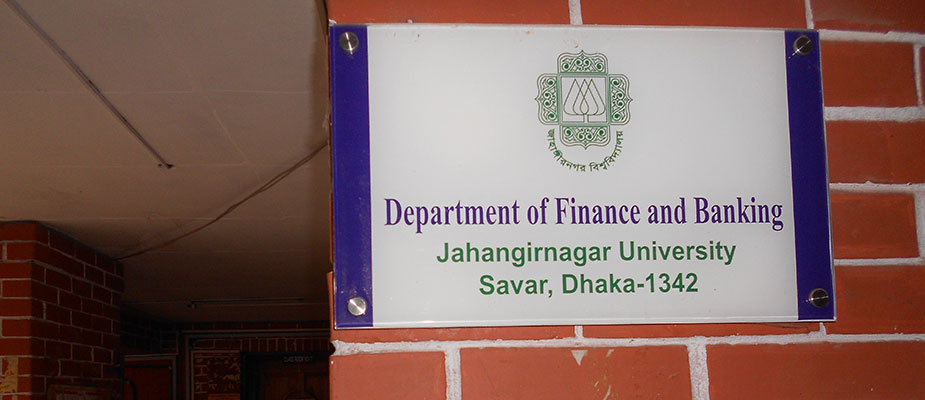 জাহাঙ্গীরনগর বিশ্ববিদ্যালয়
Department of Finance and Banking
Jahangirnagar University
Savar, Dhaka-1342